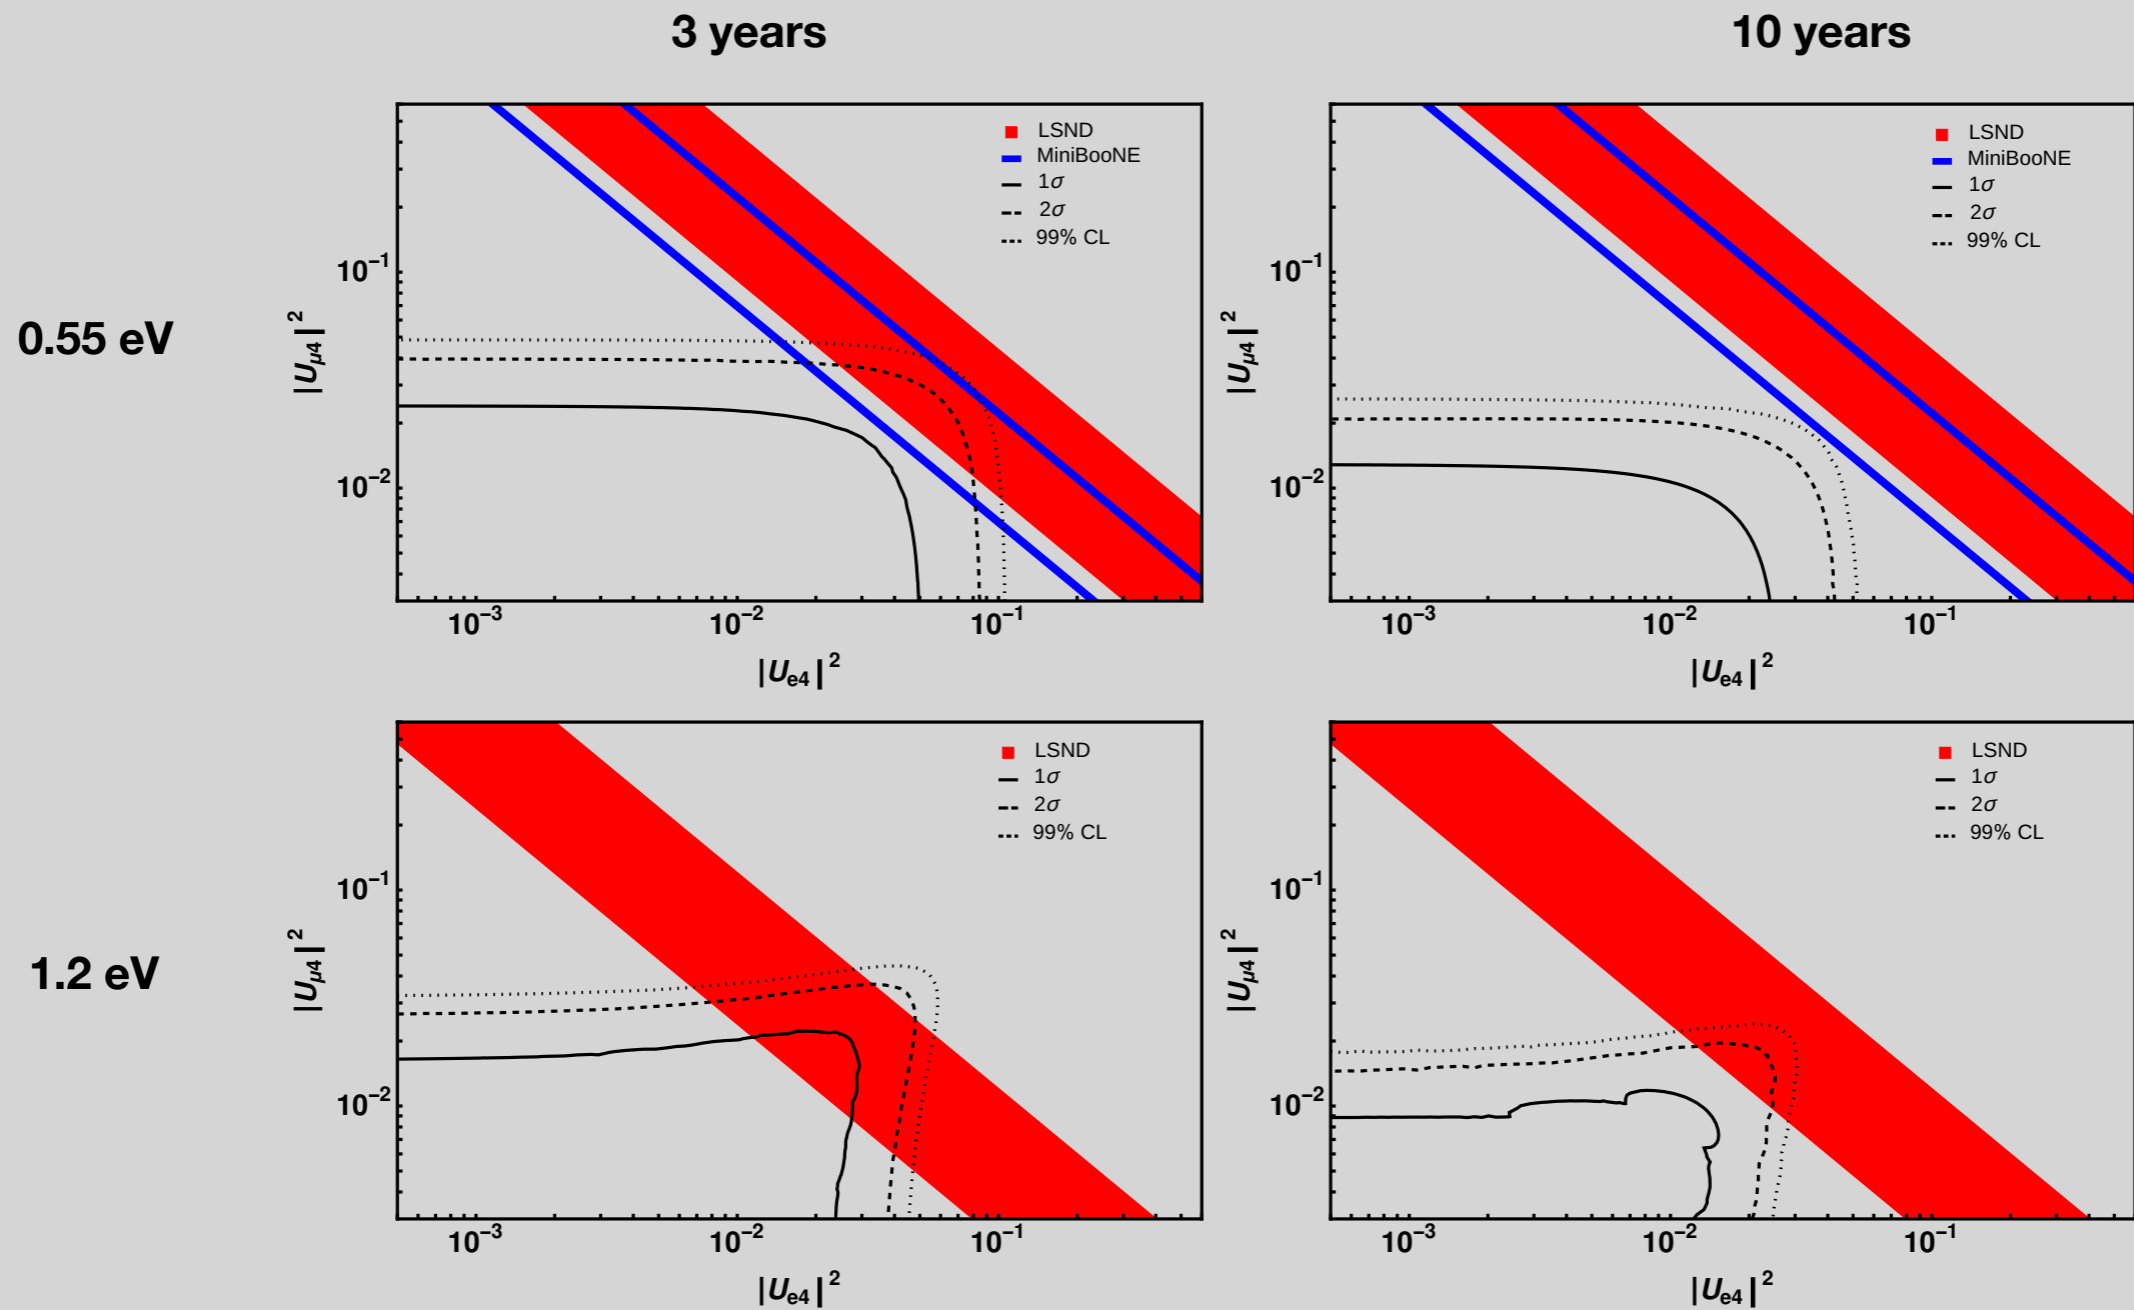 3 years
10 years
0.55 eV
LSND
MiniBooNE
1σ
2σ
99% CL
10⁻¹
10⁻²
|Uμ4|²
10⁻³
10⁻²
10⁻¹
|Ue4|²
LSND
MiniBooNE
1σ
2σ
99% CL
10⁻¹
10⁻²
|Uμ4|²
10⁻³
10⁻²
10⁻¹
|Ue4|²
1.2 eV
LSND
1σ
2σ
99% CL
10⁻¹
10⁻²
|Uμ4|²
10⁻³
10⁻²
10⁻¹
|Ue4|²
LSND
1σ
2σ
99% CL
10⁻¹
10⁻²
|Uμ4|²
10⁻³
10⁻²
10⁻¹
|Ue4|²